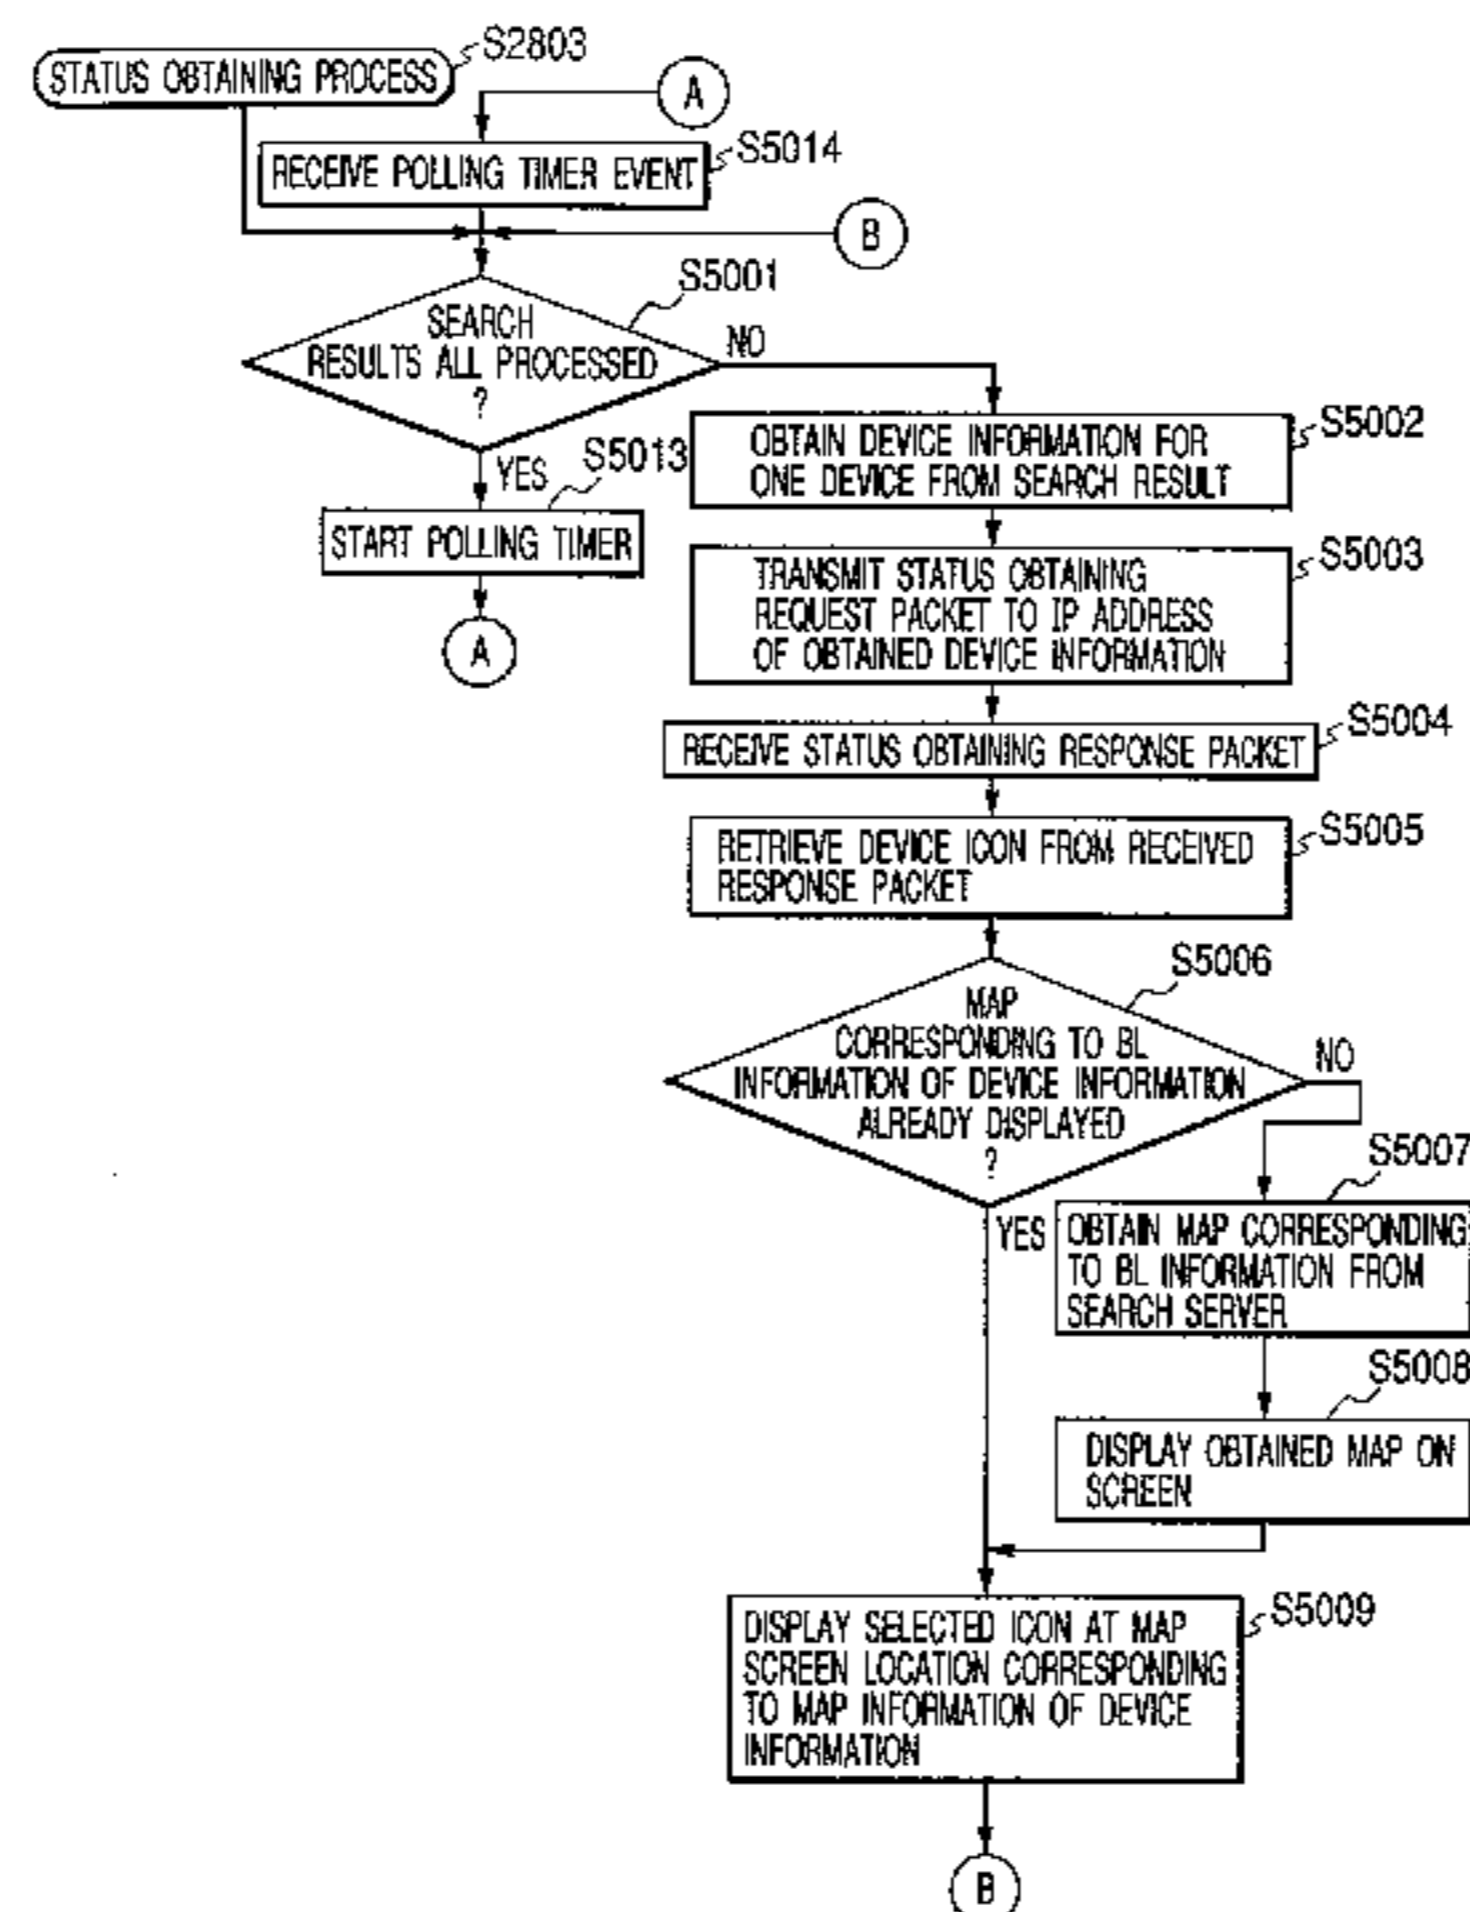 S2803
STATUS OBTAINING PROCESS
A
S5014
RECEIVE POLLING TIMER EVENT
B
S5001
SEARCH
RESULTS ALL PROCESSED
?
NO
YES
S5013
START POLLING TIMER
A
S5002
OBTAIN DEVICE INFORMATION FOR
ONE DEVICE FROM SEARCH RESULT
S5003
TRANSMIT STATUS OBTAINING
REQUEST PACKET TO IP ADDRESS
OF OBTAINED DEVICE INFORMATION
S5004
RECEIVE STATUS OBTAINING RESPONSE PACKET
S5005
RETRIEVE DEVICE ICON FROM RECEIVED
RESPONSE PACKET
S5006
MAP
CORRESPONDING TO BL
INFORMATION OF DEVICE INFORMATION
ALREADY DISPLAYED
?
NO
YES
S5007
OBTAIN MAP CORRESPONDING
TO BL INFORMATION FROM
SEARCH SERVER
S5008
DISPLAY OBTAINED MAP ON
SCREEN
S5009
DISPLAY SELECTED ICON AT MAP
SCREEN LOCATION CORRESPONDING
TO MAP INFORMATION OF DEVICE
INFORMATION
B